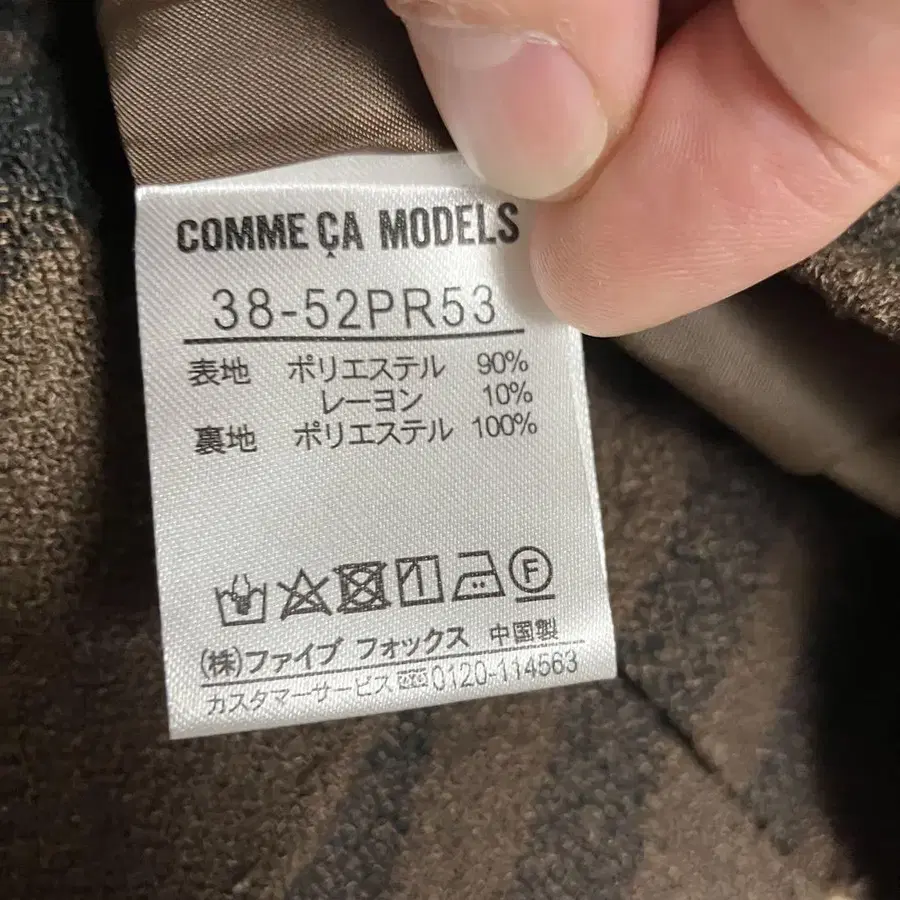 COMME ÇA MODELS
38-52PR53
表地 ポリエステル 90%
レーヨン 10%
裏地 ポリエステル 100%
F
(株)ファイブ フォックス 中国製
カスタマーサービス 0120-114563